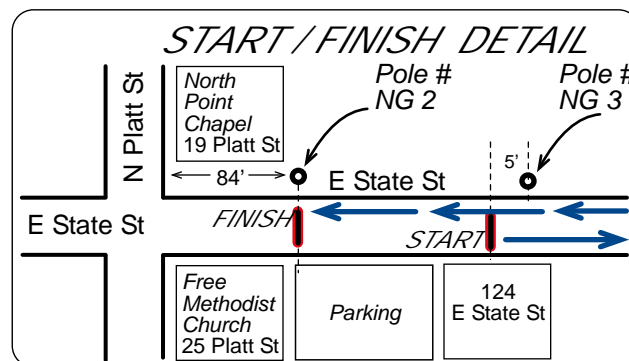 START / FINISH DETAIL
N Platt St
North
Point
Chapel
19 Platt St
Pole #
NG 2
Pole #
NG 3
84’
5’
E State St
E State St
FINISH
START
Free
Methodist
Church
25 Platt St
Parking
124
E State St